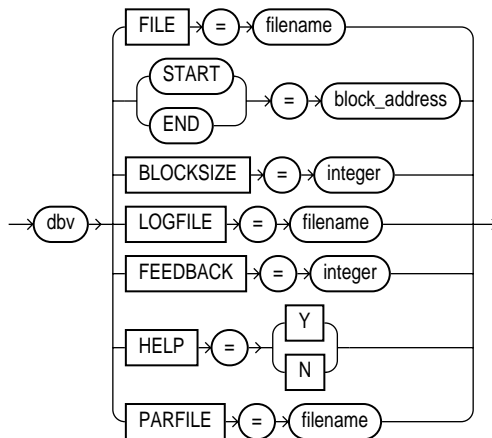 FILE = filename
START
= block_address
END
BLOCKSIZE = integer
dbv LOGFILE = filename
FEEDBACK = integer
Y
HELP =
N
PARFILE = filename